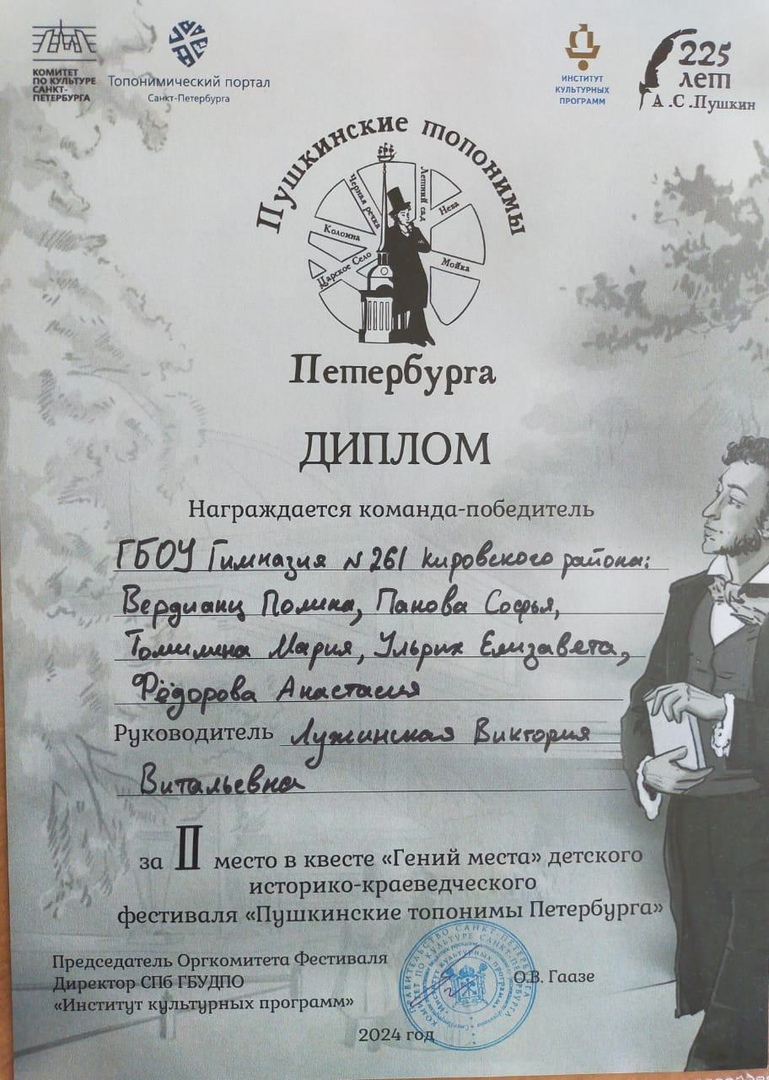 КОМИТЕТ
ПО КУЛЬТУРЕ
САНКТ-
ПЕТЕРБУРГА
Топонимический портал
Санкт-Петербурга
ИНСТИТУТ
КУЛЬТУРНЫХ
ПРОГРАММ
225
лет
А.С.Пушкин
Пушкинские топонимы
Черная речка
Летний сад
Нева
Коломна
Мойка
Царское Село
Петербурга
ДИПЛОМ
Награждается команда-победитель
ГБОУ Гимназия N 261 Кировского района:
Вердианц Полина, Панова Софья,
Томилина Мария, Ульрих Елизавета,
Фёдорова Анастасия
Руководитель Лужинская Виктория
Витальевна
за II место в квесте «Гений места» детского
историко-краеведческого
фестиваля «Пушкинские топонимы Петербурга»
Председатель Оргкомитета Фестиваля
Директор СПб ГБУДПО
«Институт культурных программ»
О.В. Гаазе
2024 год